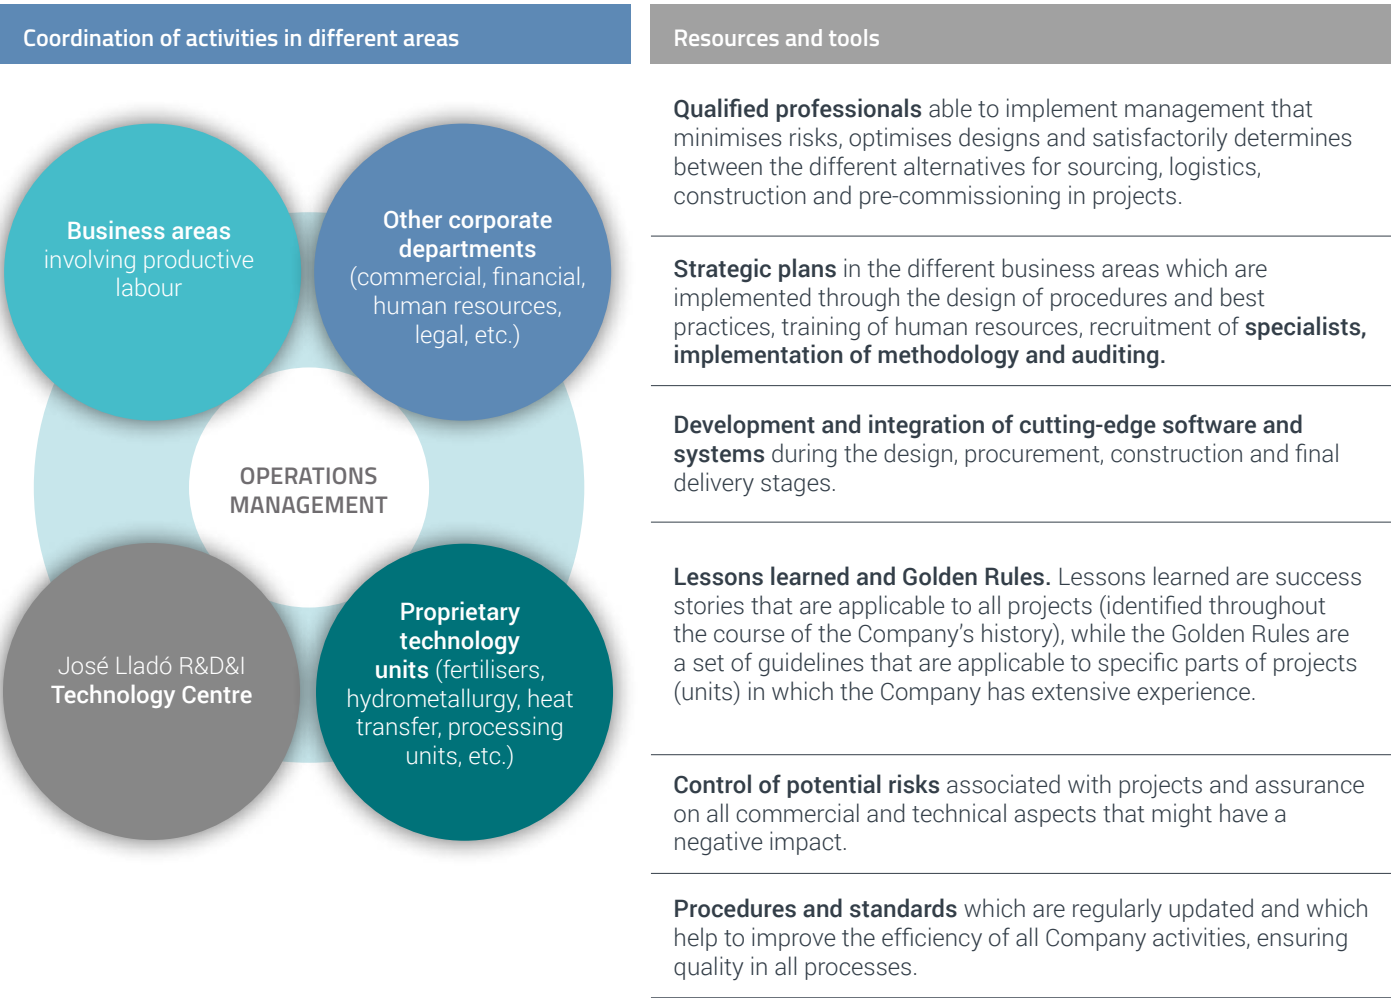 Coordination of activities in different areas
Business areas
involving productive
labour
Other corporate
departments
(commercial, financial,
human resources,
legal, etc.)
OPERATIONS
MANAGEMENT
José Lladó R&D&I
Technology Centre
Proprietary
technology
units (fertilisers,
hydrometallurgy, heat
transfer, processing
units, etc.)
Resources and tools
Qualified professionals able to implement management that
minimises risks, optimises designs and satisfactorily determines
between the different alternatives for sourcing, logistics,
construction and pre-commissioning in projects.
Strategic plans in the different business areas which are
implemented through the design of procedures and best
practices, training of human resources, recruitment of specialists,
implementation of methodology and auditing.
Development and integration of cutting-edge software and
systems during the design, procurement, construction and final
delivery stages.
Lessons learned and Golden Rules. Lessons learned are success
stories that are applicable to all projects (identified throughout
the course of the Company’s history), while the Golden Rules are
a set of guidelines that are applicable to specific parts of projects
(units) in which the Company has extensive experience.
Control of potential risks associated with projects and assurance
on all commercial and technical aspects that might have a
negative impact.
Procedures and standards which are regularly updated and which
help to improve the efficiency of all Company activities, ensuring
quality in all processes.